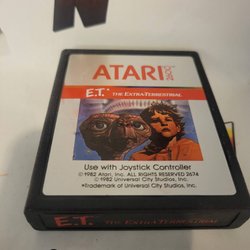 ATARI 2600
E.T. THE EXTRA-TERRESTRIAL
Use with Joystick Controller
© 1982 Atari, Inc. ALL RIGHTS RESERVED 2674
© 1982 Universal City Studios, Inc.
*Trademark of Universal City Studios, Inc.
E.T. THE EXTRA-TERRESTRIAL